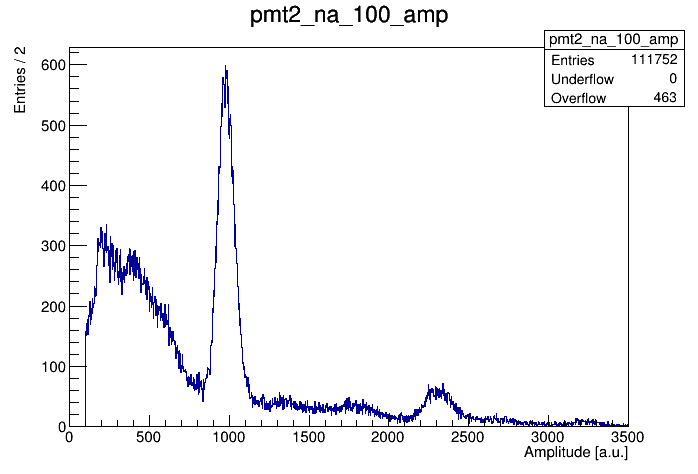 pmt2_na_100_amp
pmt2_na_100_amp
Entries 111752
Underflow 0
Overflow 463
Entries / 2
600
500
400
300
200
100
0
0 500 1000 1500 2000 2500 3000 3500
Amplitude [a.u.]